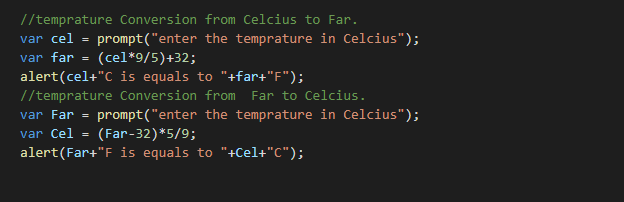 //temprature Conversion from Celcius to Far.
var cel = prompt("enter the temprature in Celcius");
var far = (cel*9/5)+32;
alert(cel+"C is equals to "+far+"F");
//temprature Conversion from  Far to Celcius.
var Far = prompt("enter the temprature in Celcius");
var Cel = (Far-32)*5/9;
alert(Far+"F is equals to "+Cel+"C");